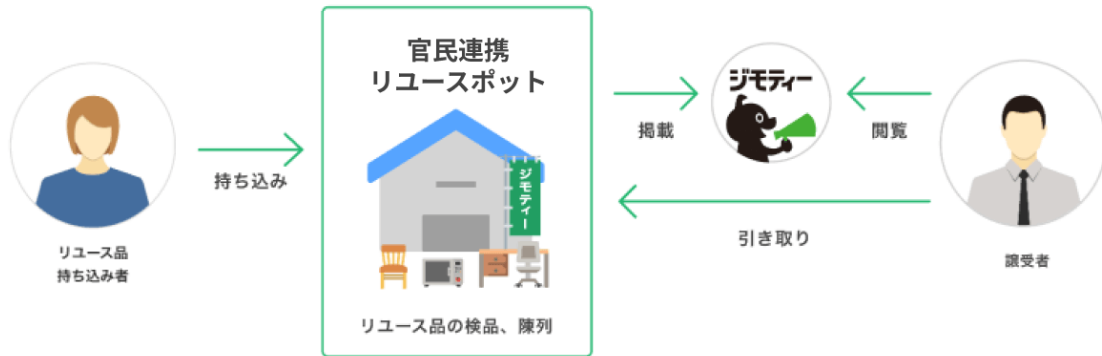 官民連携
リユーススポット
ジモティー
持ち込み
掲載
閲覧
ジモティー
引き取り
リユース品
持ち込み者
譲受者
リユース品の検品、陳列